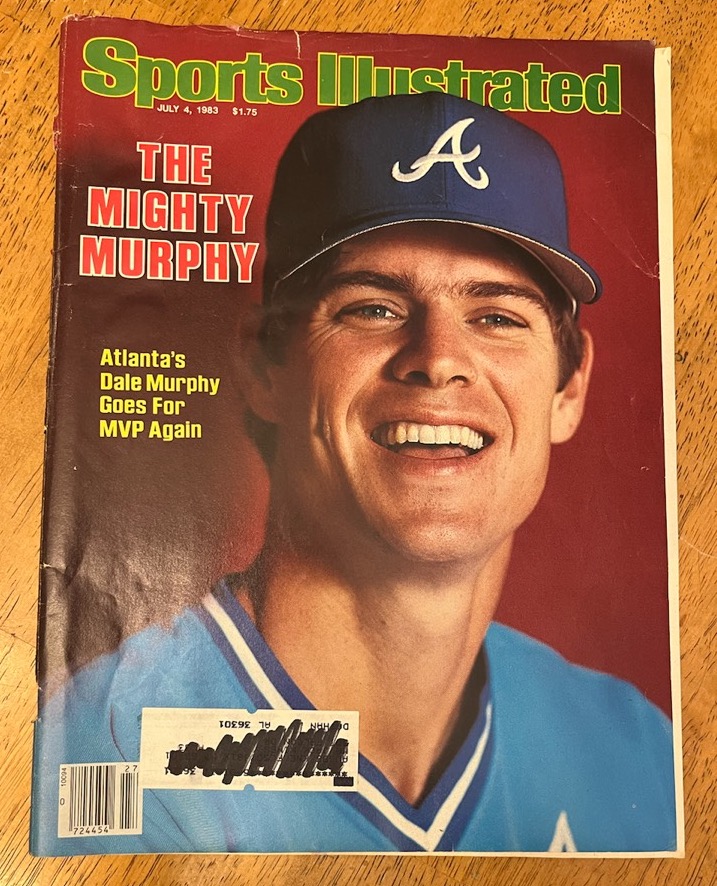 Sports Illustrated
JULY 4, 1983 $1.75
THE
MIGHTY
MURPHY
A
Atlanta's
Dale Murphy
Goes For
MVP Again
AL 36301
27
10094
0
724454